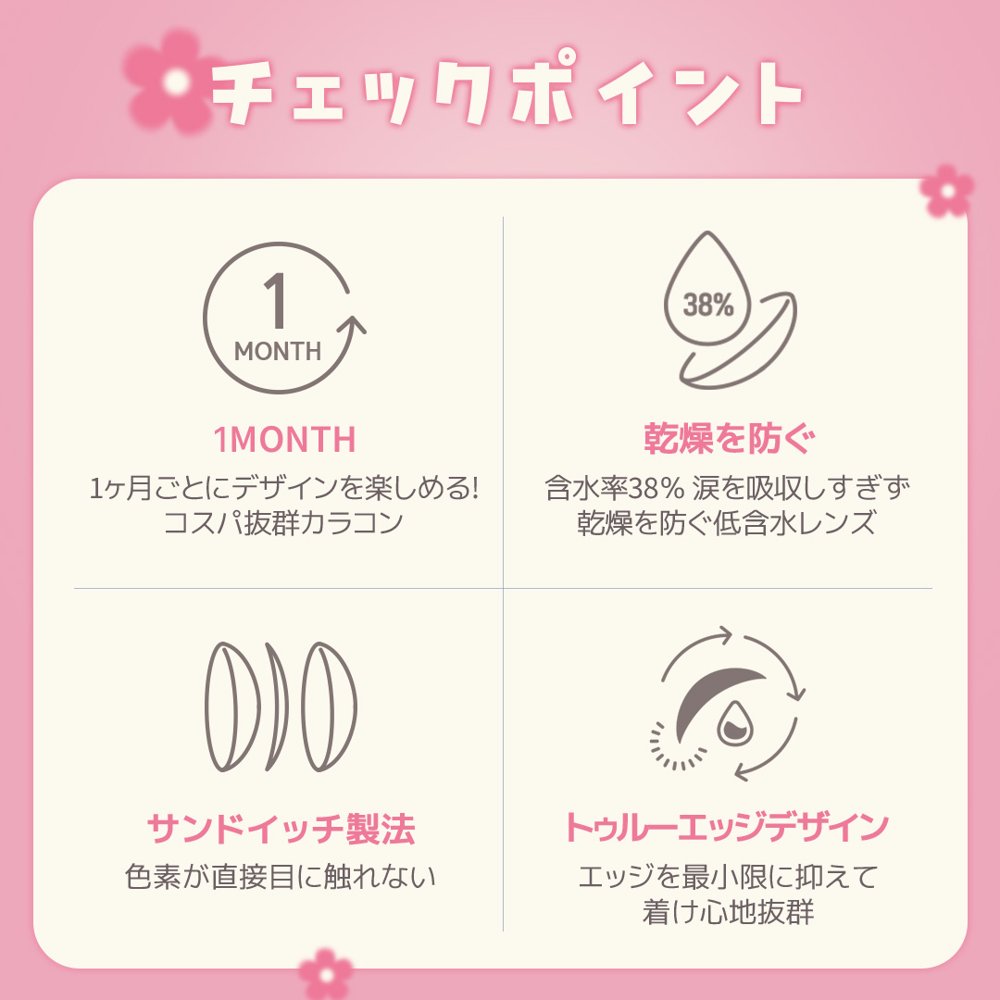 チェックポイント
1
MONTH
1MONTH
1ヶ月ごとにデザインを楽しめる!
コスパ抜群カラコン
38%
乾燥を防ぐ
含水率38% 涙を吸収しすぎず
乾燥を防ぐ低含水レンズ
サンドイッチ製法
色素が直接目に触れない
トゥルーエッジデザイン
エッジを最小限に抑えて
着け心地抜群